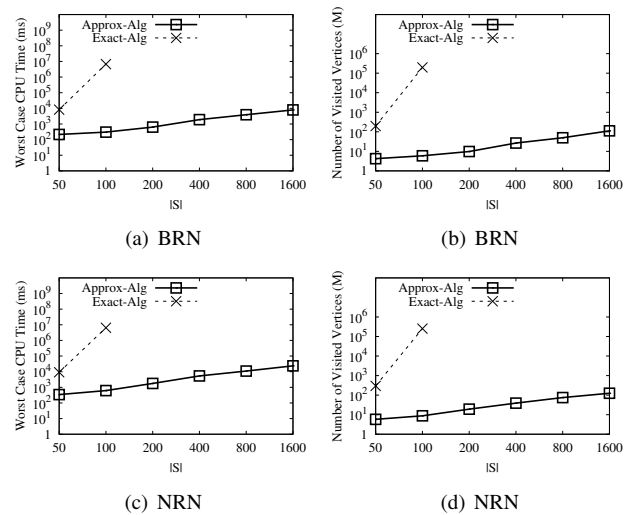 Worst Case CPU Time (ms)
10^9
10^8
10^7
10^6
10^5
10^4
10^3
10^2
10^1
1
Approx-Alg
Exact-Alg
50 100 200 400 800 1600
|S|
(a) BRN
Number of Visited Vertices (M)
10^6
10^5
10^4
10^3
10^2
10^1
1
Approx-Alg
Exact-Alg
50 100 200 400 800 1600
|S|
(b) BRN
Worst Case CPU Time (ms)
10^9
10^8
10^7
10^6
10^5
10^4
10^3
10^2
10^1
1
Approx-Alg
Exact-Alg
50 100 200 400 800 1600
|S|
(c) NRN
Number of Visited Vertices (M)
10^6
10^5
10^4
10^3
10^2
10^1
1
Approx-Alg
Exact-Alg
50 100 200 400 800 1600
|S|
(d) NRN